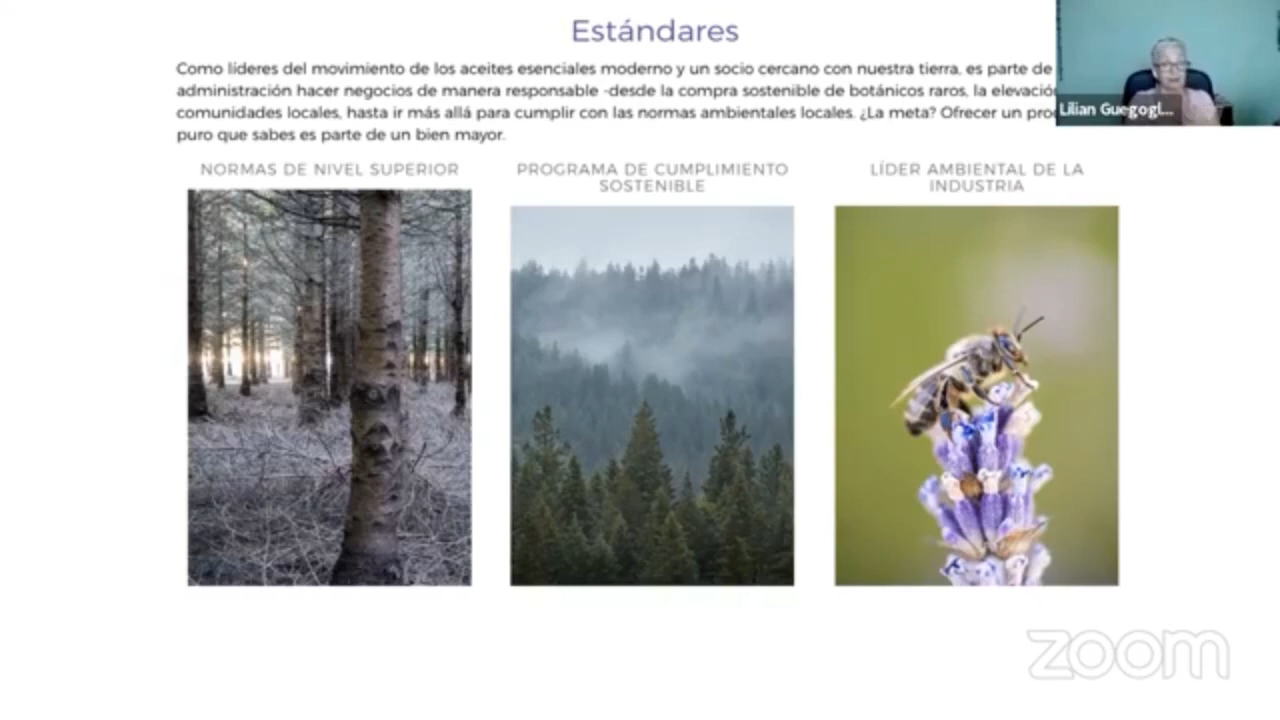 Estándares
Como líderes del movimiento de los aceites esenciales moderno y un socio cercano con nuestra tierra, es parte de
administración hacer negocios de manera responsable -desde la compra sostenible de botánicos raros, la
comunidades locales, hasta ir más allá para cumplir con las normas ambientales locales. ¿La meta? Ofrecer un
puro que sabes es parte de un bien mayor.
NORMAS DE NIVEL SUPERIOR
PROGRAMA DE CUMPLIMIENTO
SOSTENIBLE
LÍDER AMBIENTAL DE LA
INDUSTRIA
Lilian Guegogl...
zoom